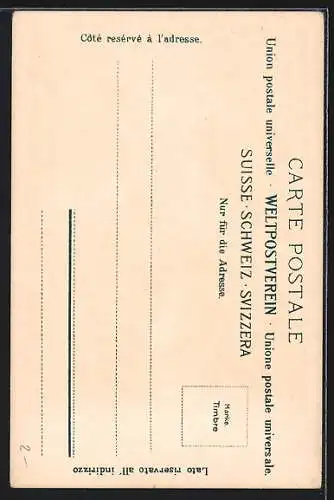 CARTE POSTALE
Union postale universelle · WELTPOSTVEREIN · Unione postale universale.
SUISSE · SCHWEIZ · SVIZZERA
Nur für die Adresse.
Côté resérvé à l'adresse.
Lato riservato all' indirizzo
Marke.
Timbre
2-